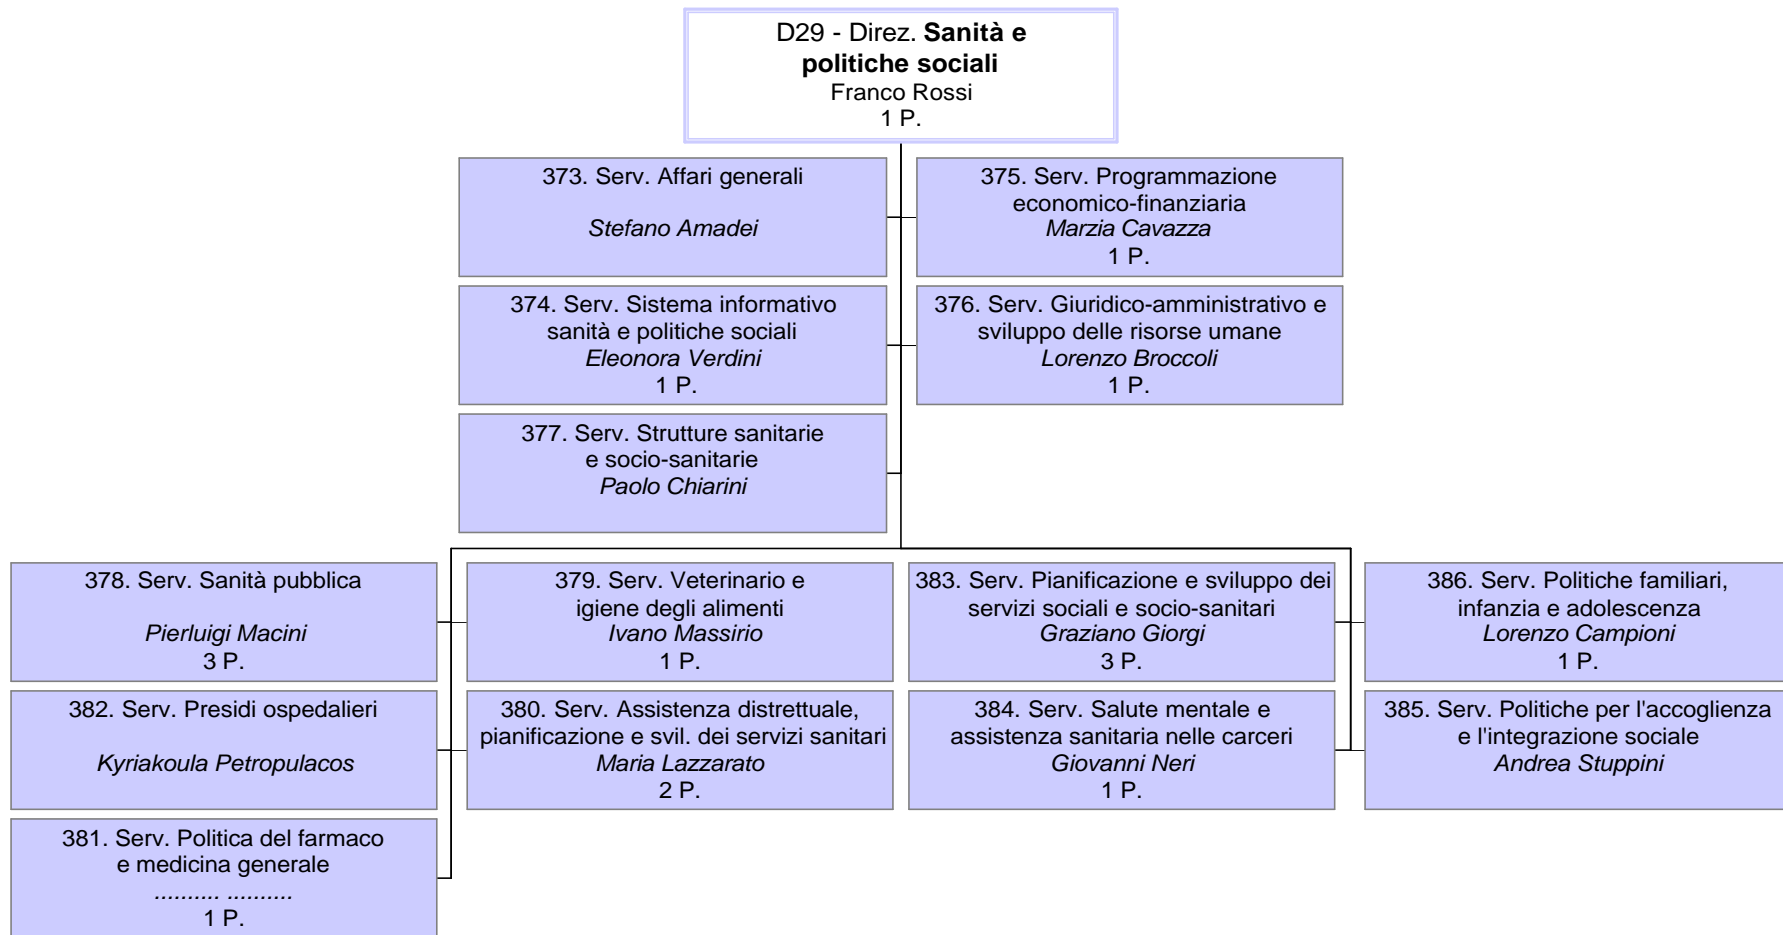 D29 - Direz. Sanità e
politiche sociali
Franco Rossi
1 P.
373. Serv. Affari generali
Stefano Amadei
375. Serv. Programmazione
economico-finanziaria
Marzia Cavazza
1 P.
374. Serv. Sistema informativo
sanità e politiche sociali
Eleonora Verdini
1 P.
376. Serv. Giuridico-amministrativo e
sviluppo delle risorse umane
Lorenzo Broccoli
1 P.
377. Serv. Strutture sanitarie
e socio-sanitarie
Paolo Chiarini
378. Serv. Sanità pubblica
Pierluigi Macini
3 P.
379. Serv. Veterinario e
igiene degli alimenti
Ivano Massirio
1 P.
383. Serv. Pianificazione e sviluppo dei
servizi sociali e socio-sanitari
Graziano Giorgi
3 P.
386. Serv. Politiche familiari,
infanzia e adolescenza
Lorenzo Campioni
1 P.
382. Serv. Presidi ospedalieri
Kyriakoula Petropulacos
380. Serv. Assistenza distrettuale,
pianificazione e svil. dei servizi sanitari
Maria Lazzarato
2 P.
384. Serv. Salute mentale e
assistenza sanitaria nelle carceri
Giovanni Neri
1 P.
385. Serv. Politiche per l'accoglienza
e l'integrazione sociale
Andrea Stuppini
381. Serv. Politica del farmaco
e medicina generale
.......... ..........
1 P.